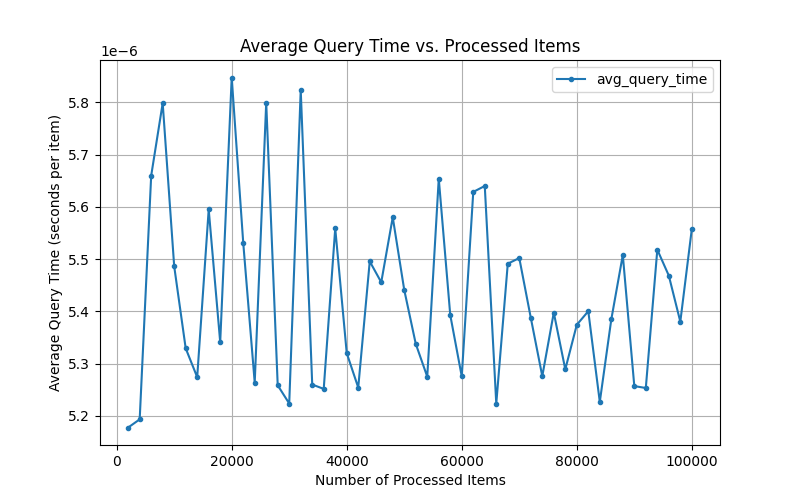 Average Query Time vs. Processed Items
1e−6
avg_query_time
5.8
5.7
5.6
5.5
5.4
5.3
5.2
Average Query Time (seconds per item)
0 20000 40000 60000 80000 100000
Number of Processed Items